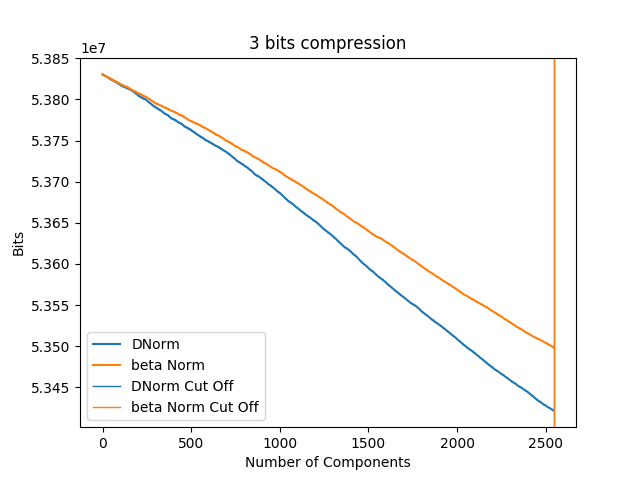 3 bits compression
1e7
5.385
5.380
5.375
5.370
5.365
5.360
5.355
5.350
5.345
Bits
DNorm
beta Norm
DNorm Cut Off
beta Norm Cut Off
0 500 1000 1500 2000 2500
Number of Components